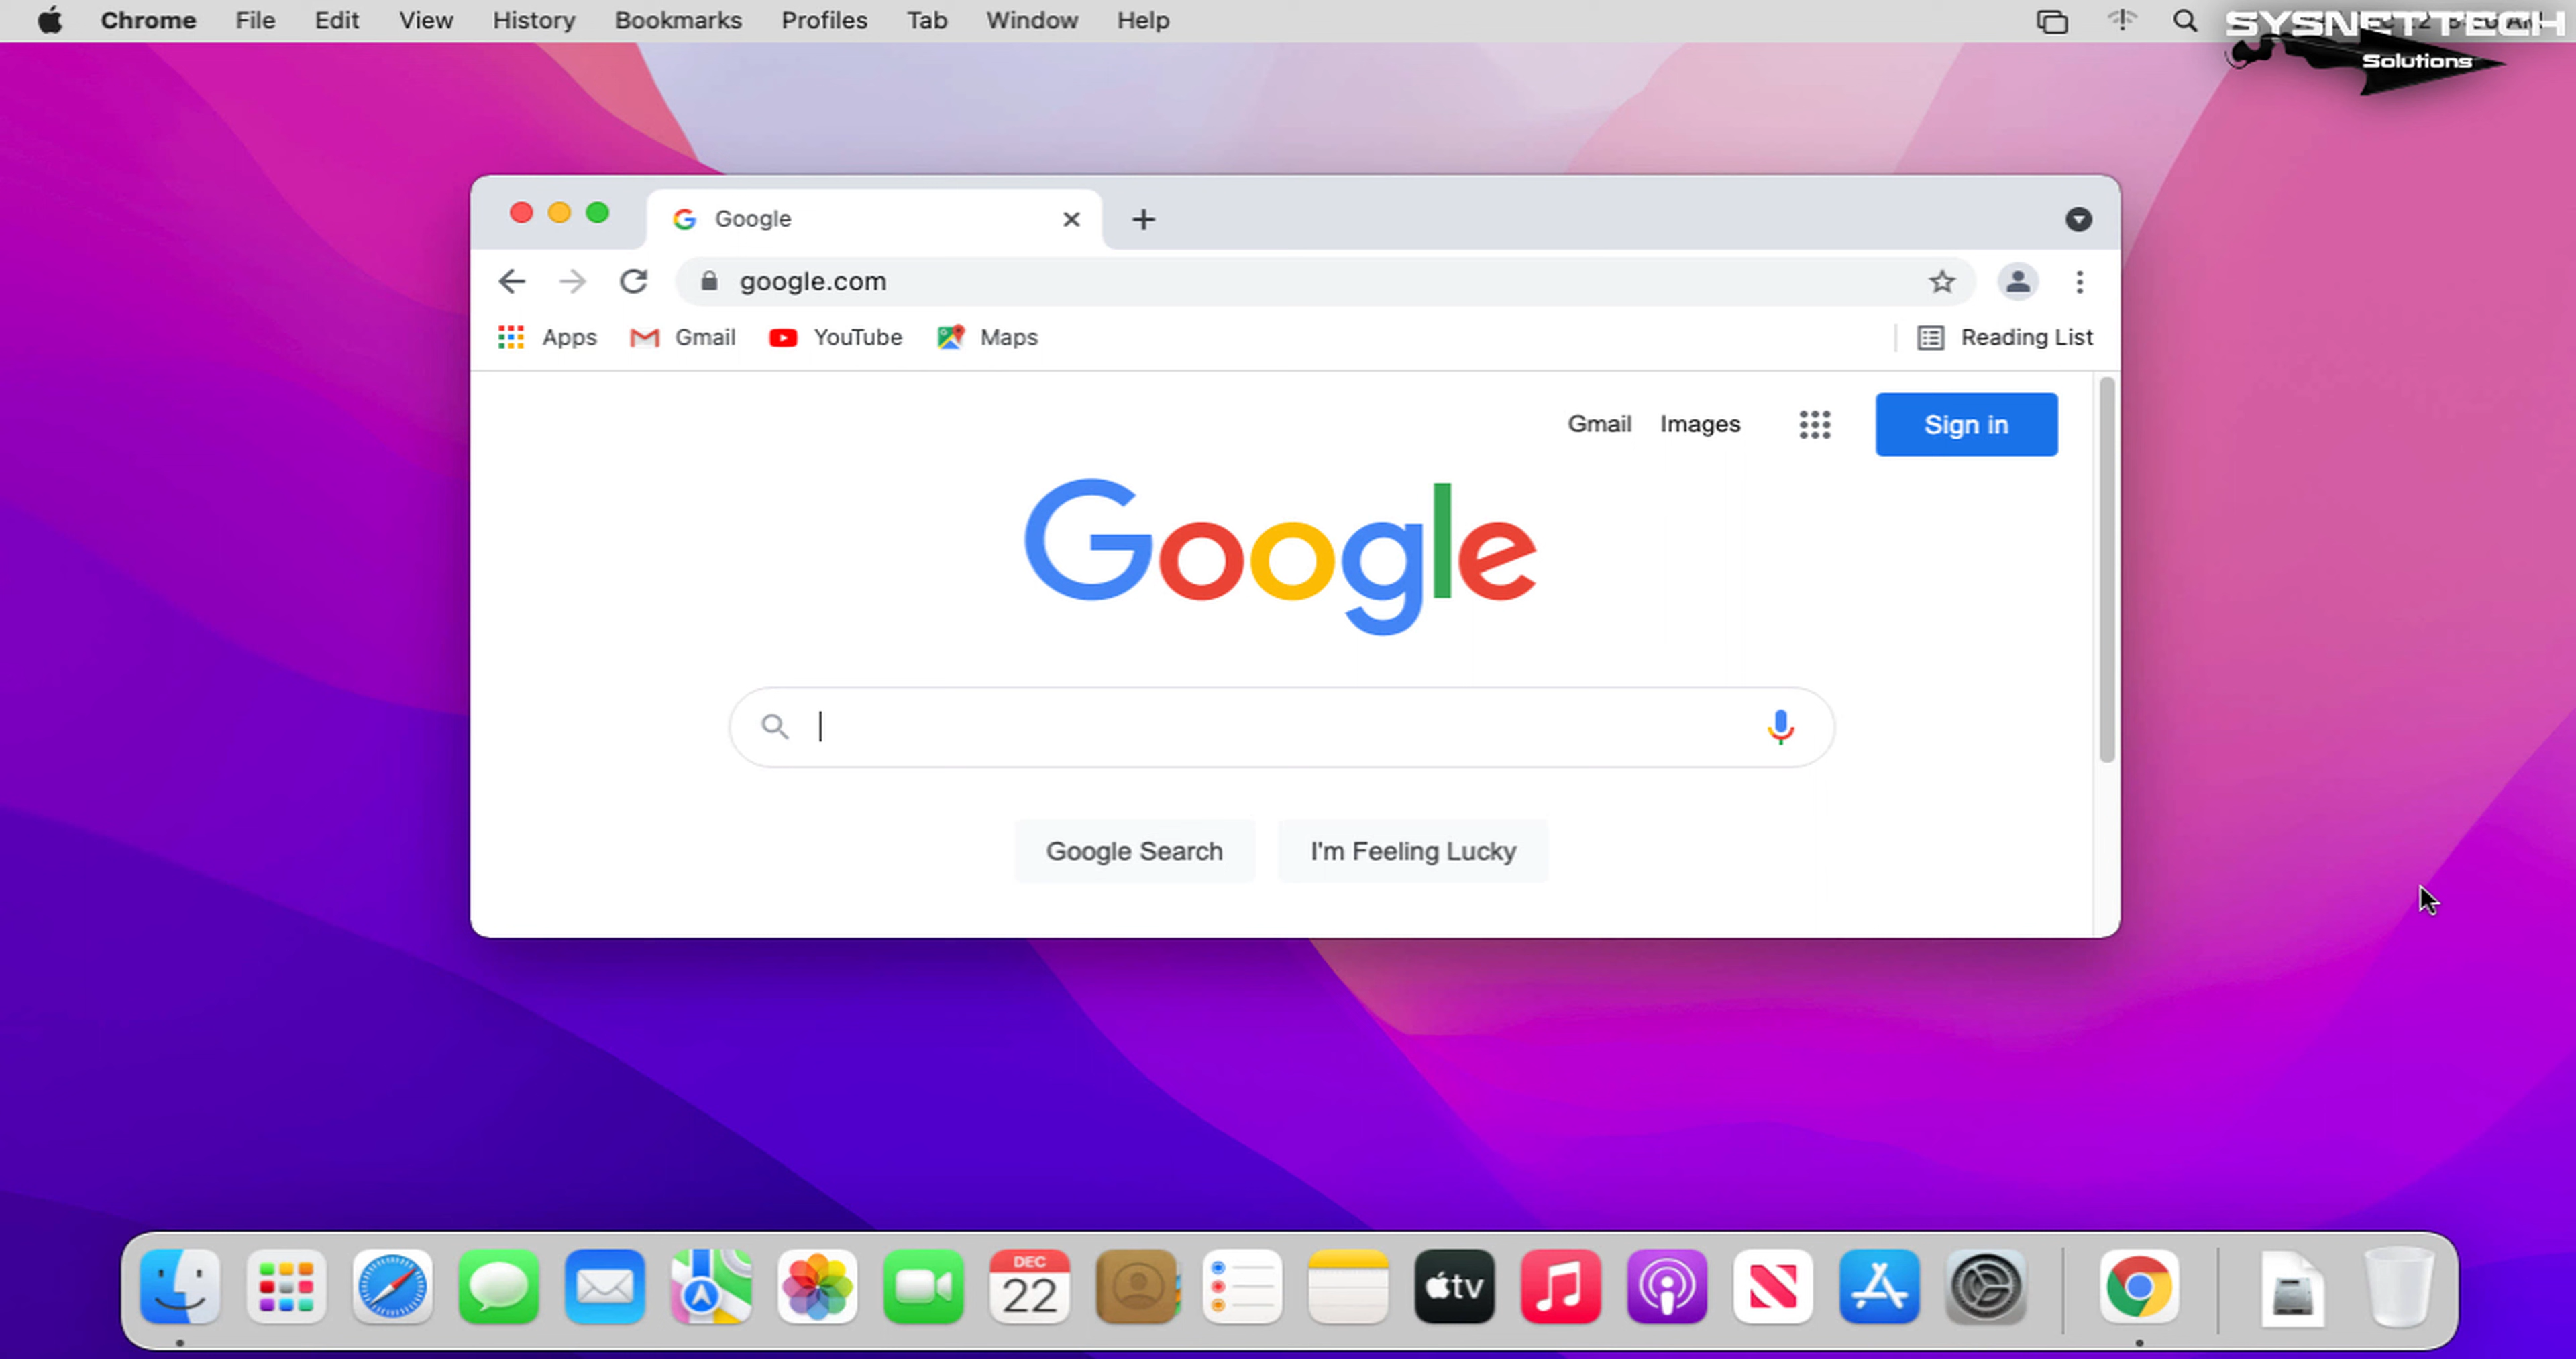 Chrome File Edit View History Bookmarks Profiles Tab Window Help
SYSNETTECH
Solutions
Google
google.com
Apps Gmail YouTube Maps Reading List
Gmail Images Sign in
Google
Google Search I'm Feeling Lucky
DEC
22
tv